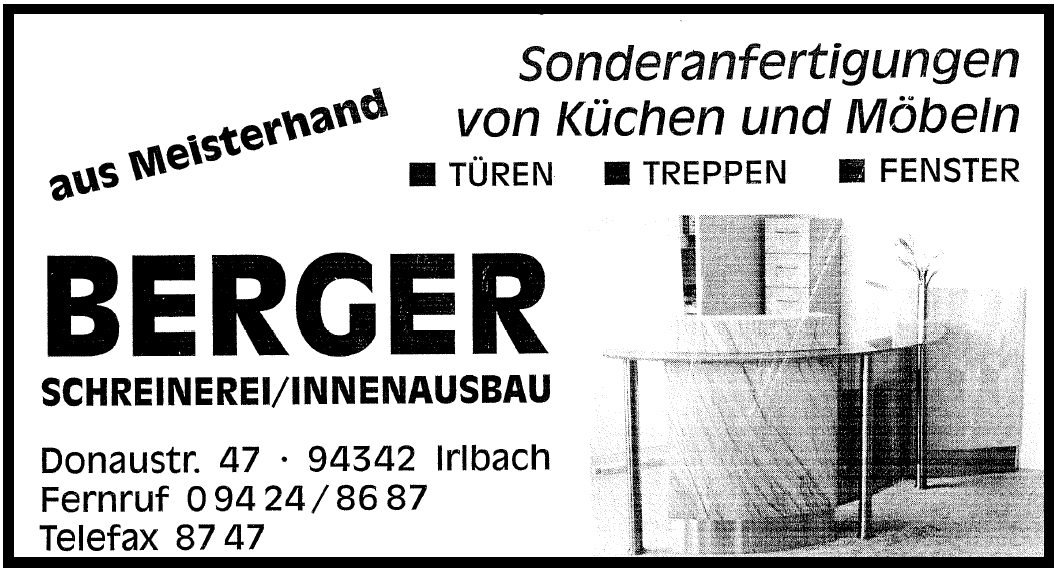 Sonderanfertigungen
von Küchen und Möbeln
aus Meisterhand
■ TÜREN ■ TREPPEN ■ FENSTER
BERGER
SCHREINEREI/INNENAUSBAU
Donaustr. 47 · 94342 Irlbach
Fernruf 0 94 24 / 86 87
Telefax 87 47